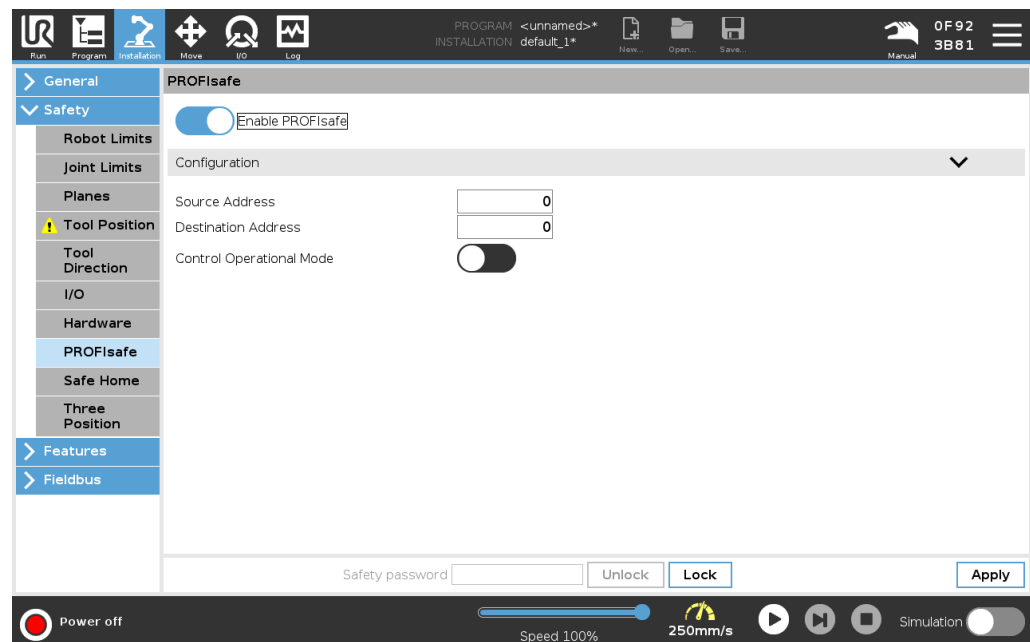 UR
Run
Program
Installation
Move
I/O
Log
PROGRAM <unnamed>*
INSTALLATION default_1*
New...
Open...
Save...
Manual
0F92
3B81
General
Safety
Robot Limits
Joint Limits
Planes
Tool Position
Tool
Direction
I/O
Hardware
PROFIsafe
Safe Home
Three
Position
Features
Fieldbus
PROFIsafe
Enable PROFIsafe
Configuration
Source Address 0
Destination Address 0
Control Operational Mode
Safety password Unlock Lock Apply
Power off
Speed 100%
250mm/s
Simulation